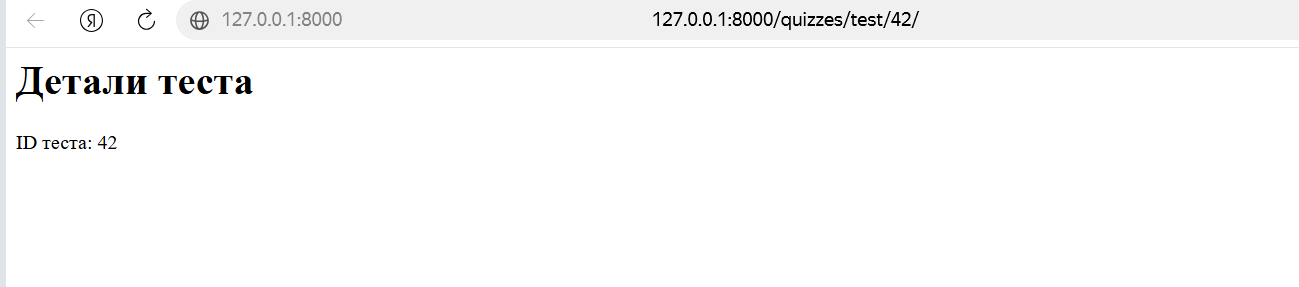 Я 127.0.0.1:8000 127.0.0.1:8000/quizzes/test/42/
Детали теста
ID теста: 42